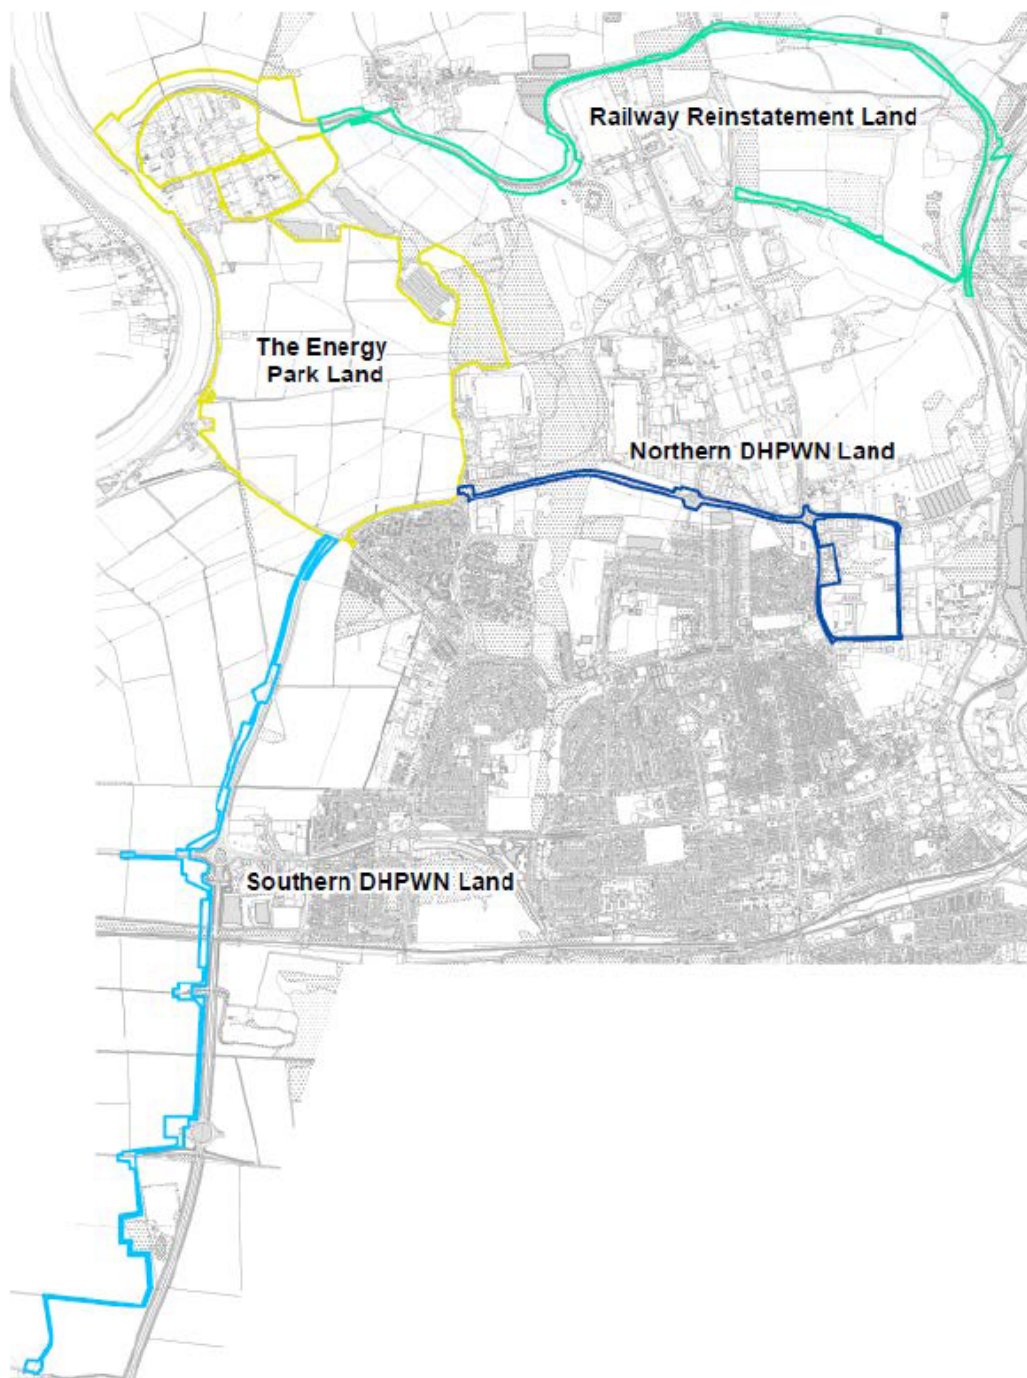 Railway Reinstatement Land
The Energy
Park Land
Northern DHPWN Land
Southern DHPWN Land